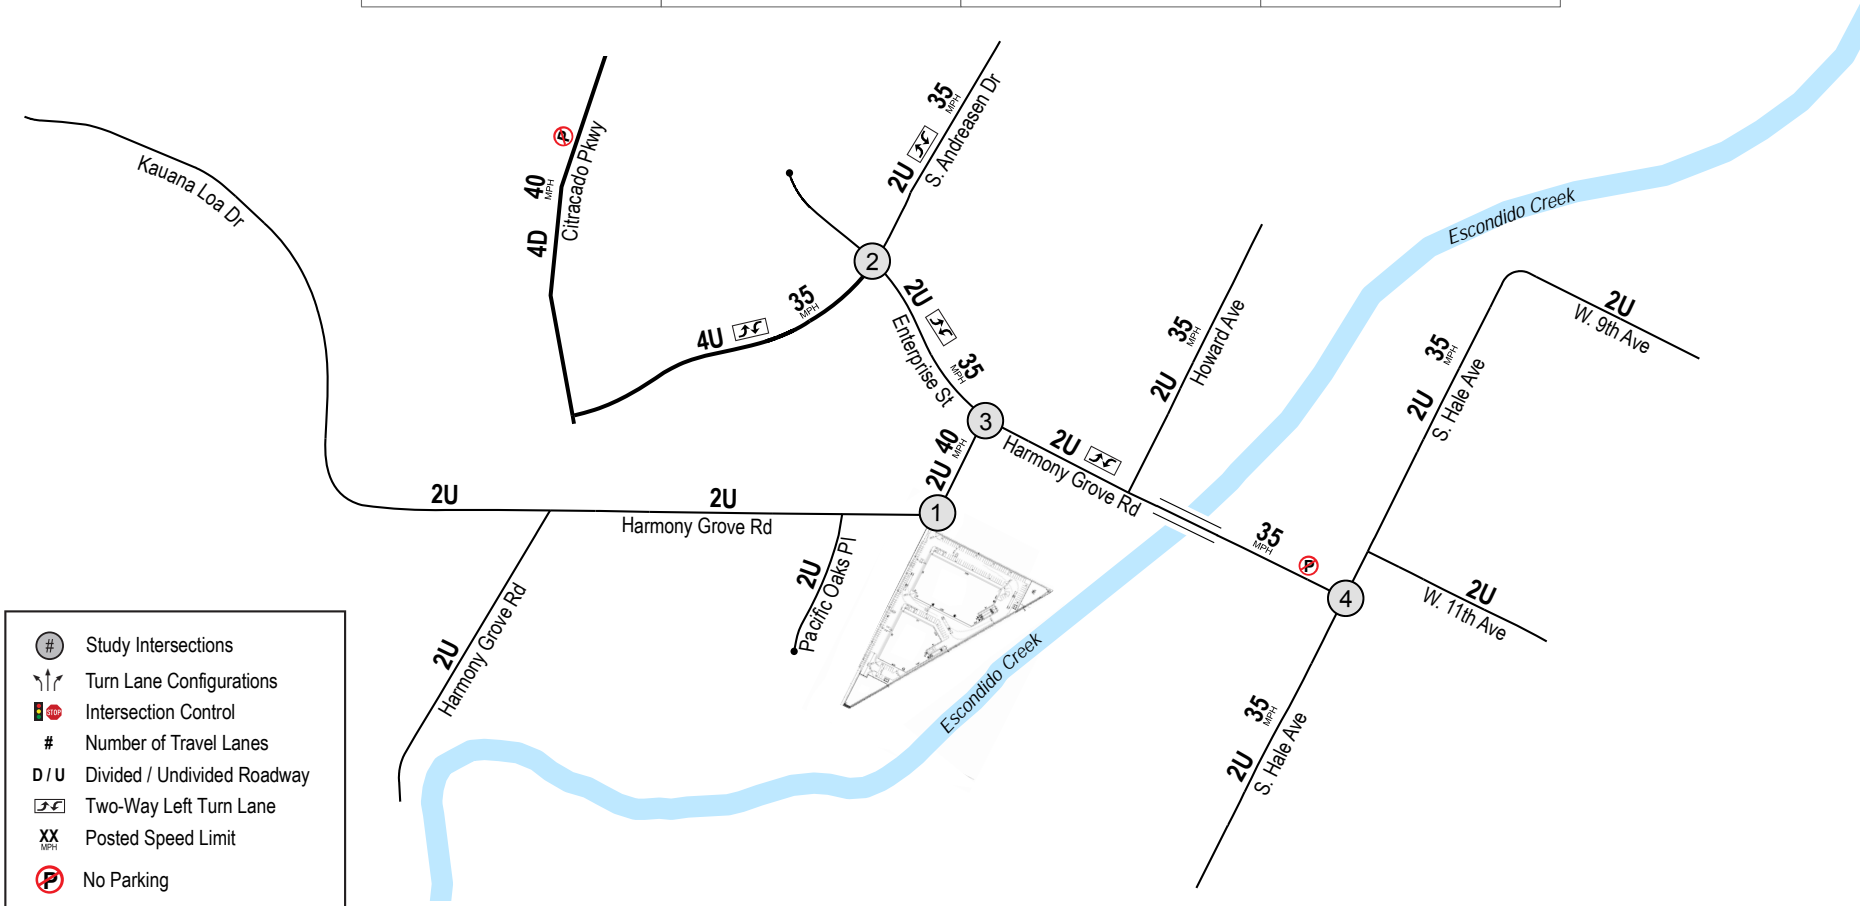 Kauana Loa Dr
40
MPH
4D
Citracado Pkwy
P
35
MPH
2U
S. Andreasen Dr
2
4U
35
MPH
2U
35
MPH
Enterprise St
3
2U
40
MPH
2U
Harmony Grove Rd
35
MPH
2U
Howard Ave
Escondido Creek
2U
W. 9th Ave
35
MPH
2U
S. Hale Ave
2U
2U
Harmony Grove Rd
1
2U
Pacific Oaks Pl
2U
Harmony Grove Rd
35
MPH
P
4
2U
W. 11th Ave
Escondido Creek
35
MPH
2U
S. Hale Ave
# Study Intersections
Turn Lane Configurations
STOP Intersection Control
# Number of Travel Lanes
D / U Divided / Undivided Roadway
Two-Way Left Turn Lane
XX
MPH
Posted Speed Limit
P No Parking